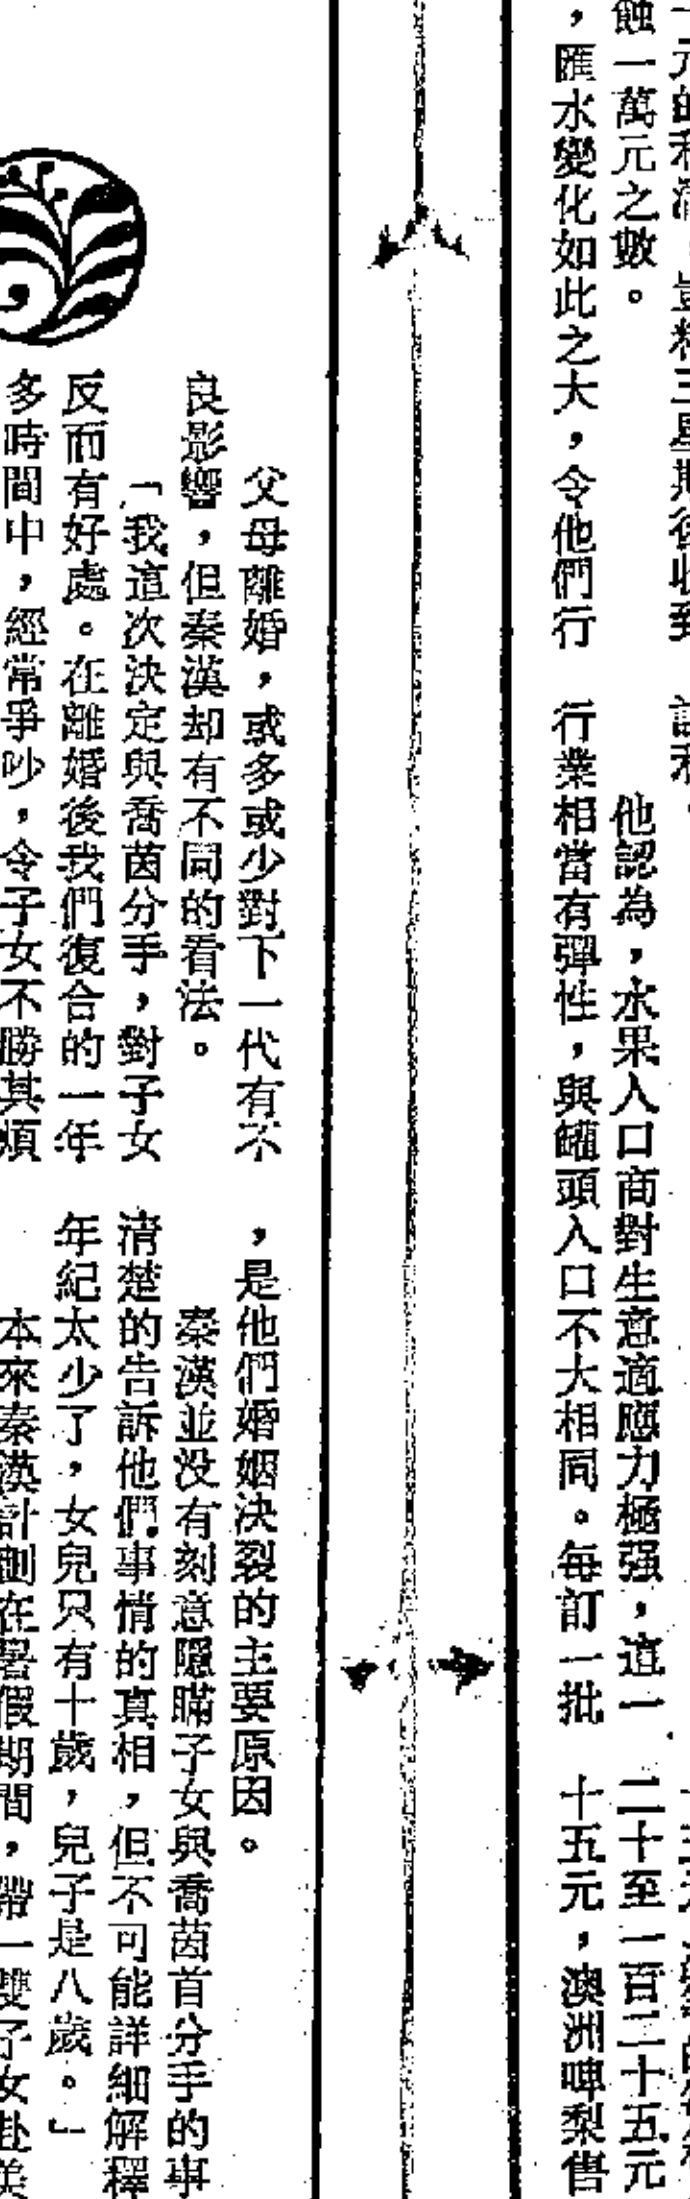 蝕一萬元之數。
，匯水變化如此之大，令他們行
他認為，水果入口商對生意適應力極强，這一
行業相當有彈性，與罐頭入口不大相同。每訂一批
二十至一百二十五元
十五元，澳洲啤梨售
父母離婚，或多或少對下一代有不
良影響，但秦漢却有不同的看法。
「我這次決定與喬茵分手，對子女
反而有好處。在離婚後我們復合的一年
多時間中，經常爭吵，令子女不勝其煩
，是他們婚姻決裂的主要原因。
秦漢並没有刻意隱瞞子女與喬茵首分手的事
清楚的告訴他們事情的真相，但不可能詳細解釋
年紀太少了，女兒只有十歲，兒子是八歲。」
本來秦漢計劃在暑假期間，帶一雙子女赴美